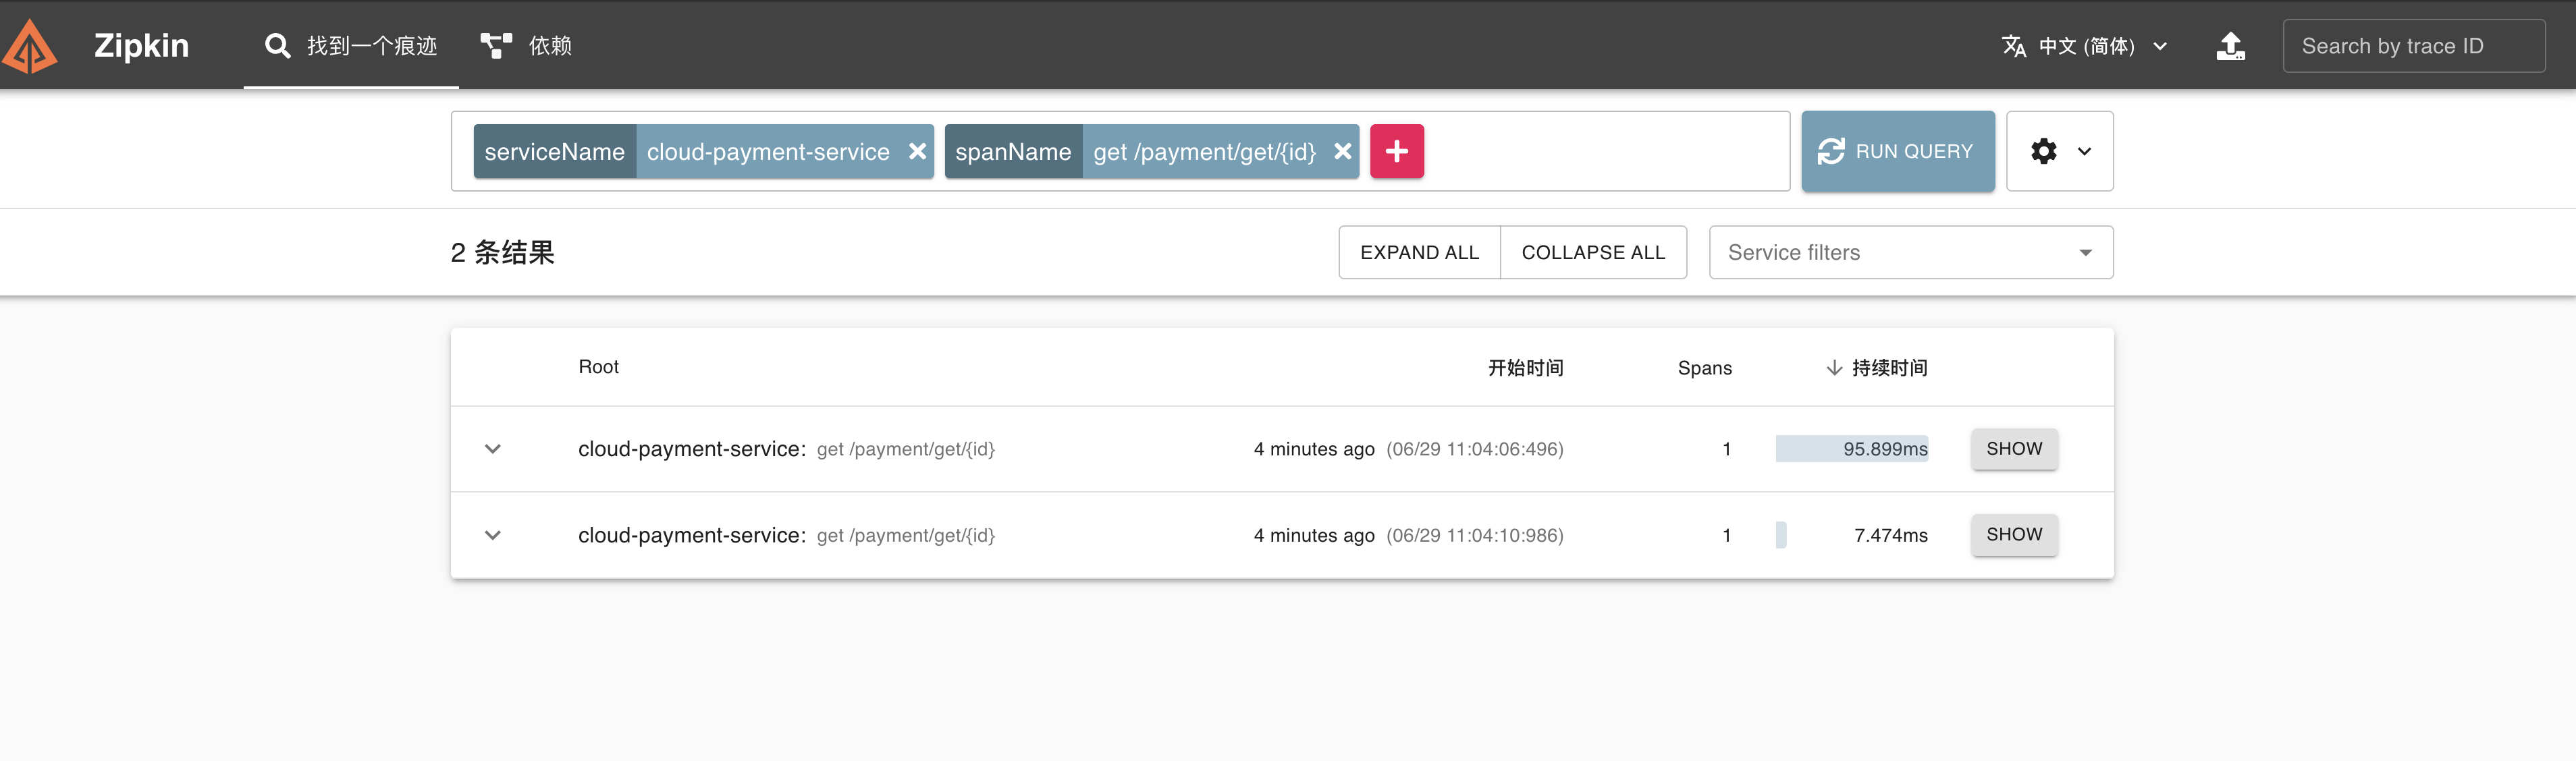 Zipkin 找到一个痕迹 依赖 中文 (简体) Search by trace ID
serviceName cloud-payment-service spanName get /payment/get/{id} RUN QUERY
2 条结果 EXPAND ALL COLLAPSE ALL Service filters
Root 开始时间 Spans 持续时间
cloud-payment-service: get /payment/get/{id} 4 minutes ago (06/29 11:04:06:496) 1 95.899ms SHOW
cloud-payment-service: get /payment/get/{id} 4 minutes ago (06/29 11:04:10:986) 1 7.474ms SHOW